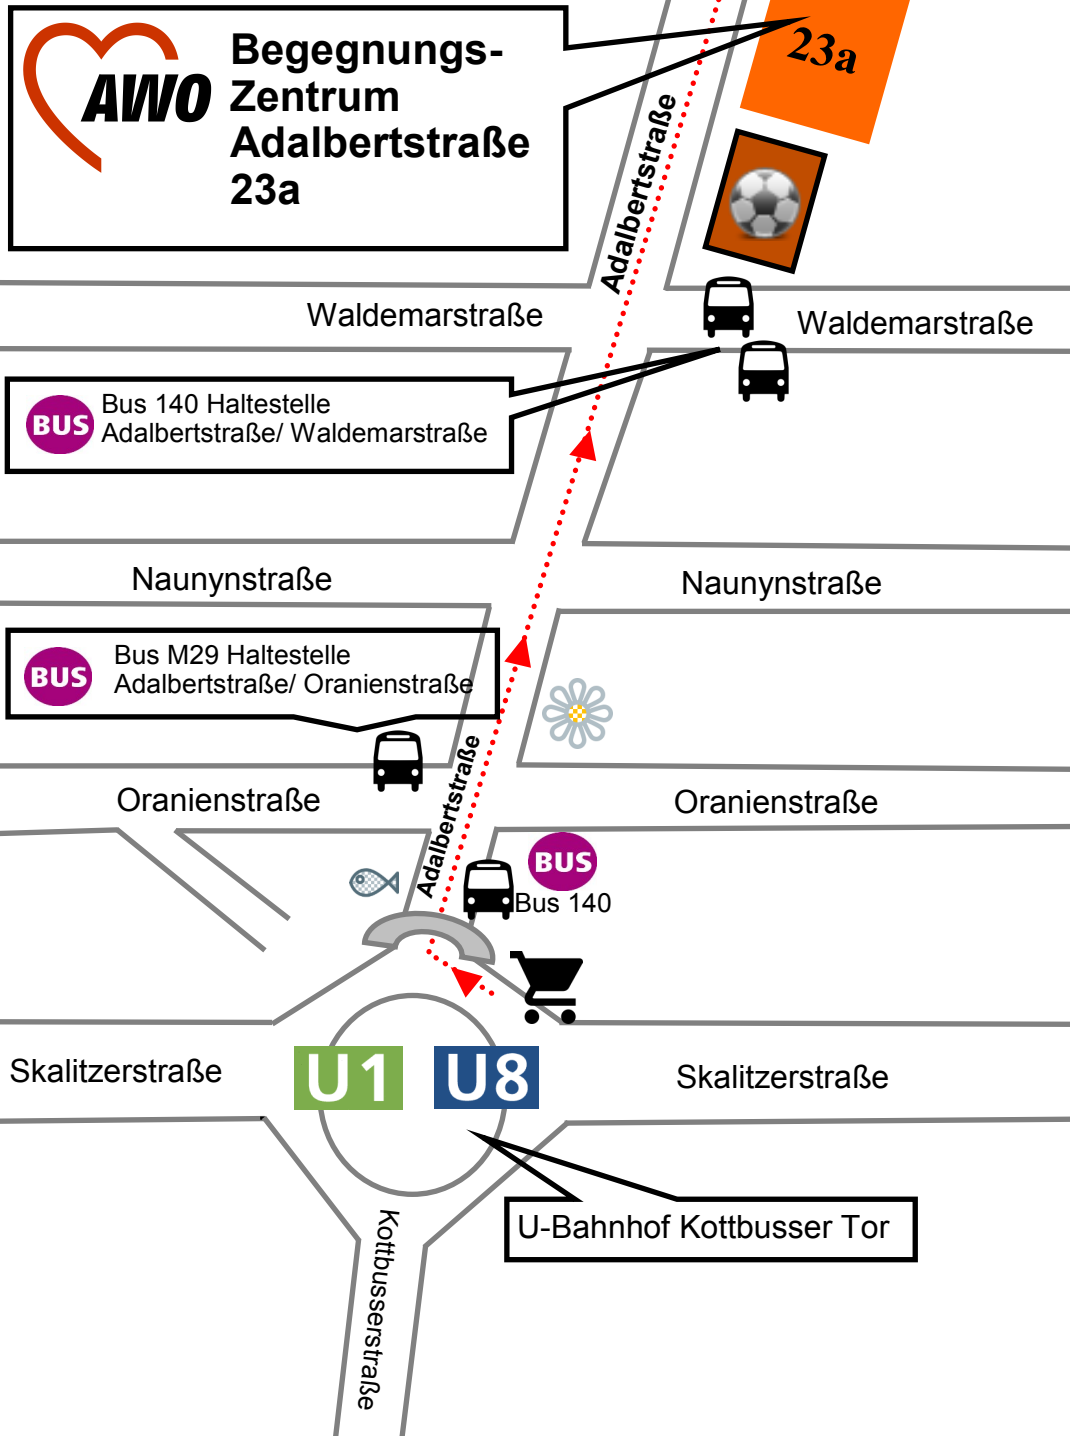 AWO
Begegnungs-
Zentrum
Adalbertstraße
23a
23a
Adalbertstraße
Waldemarstraße
Waldemarstraße
BUS
Bus 140 Haltestelle
Adalbertstraße/ Waldemarstraße
Naunynstraße
Naunynstraße
BUS
Bus M29 Haltestelle
Adalbertstraße/ Oranienstraße
Adalbertstraße
Oranienstraße
Oranienstraße
BUS
Bus 140
Skalitzerstraße
U1
U8
Skalitzerstraße
U-Bahnhof Kottbusser Tor
Kottbusserstraße